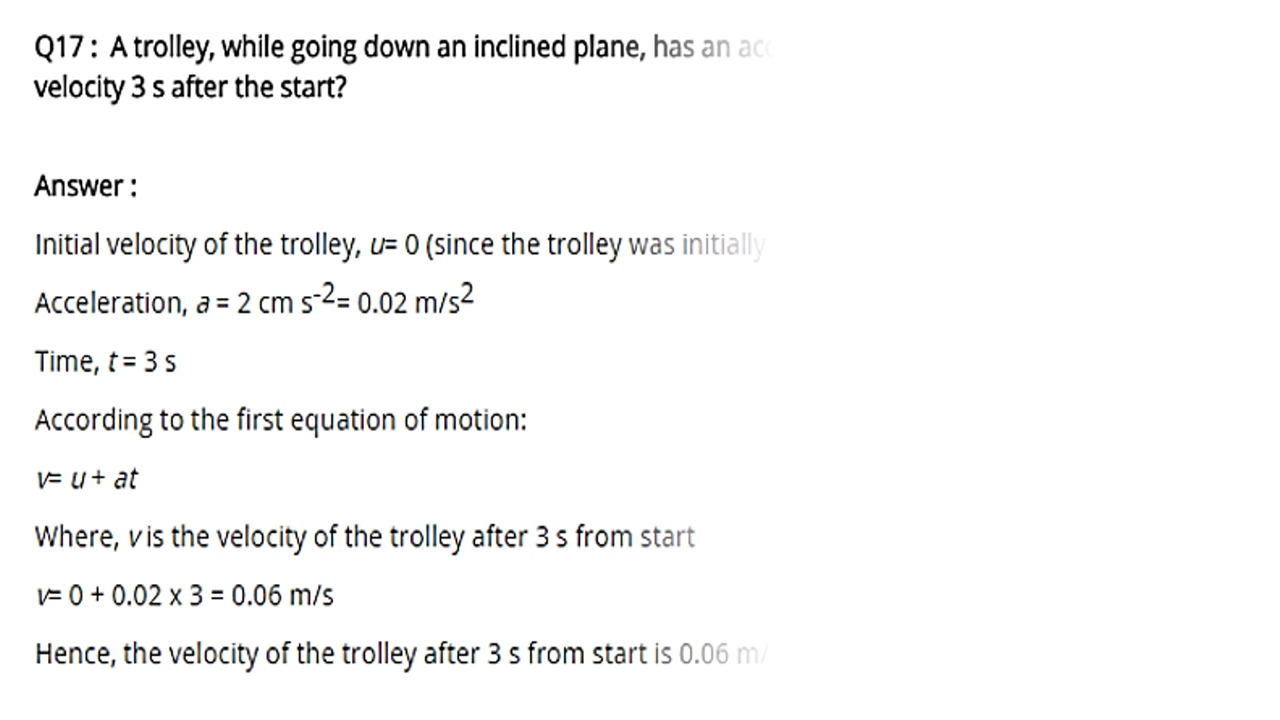 Q17 : A trolley, while going down an inclined plane, has an
velocity 3 s after the start?
Answer :
Initial velocity of the trolley, u= 0 (since the trolley was initially
Acceleration, a = 2 cm s-2= 0.02 m/s2
Time, t = 3 s
According to the first equation of motion:
v= u + at
Where, v is the velocity of the trolley after 3 s from start
v= 0 + 0.02 x 3 = 0.06 m/s
Hence, the velocity of the trolley after 3 s from start is 0.06